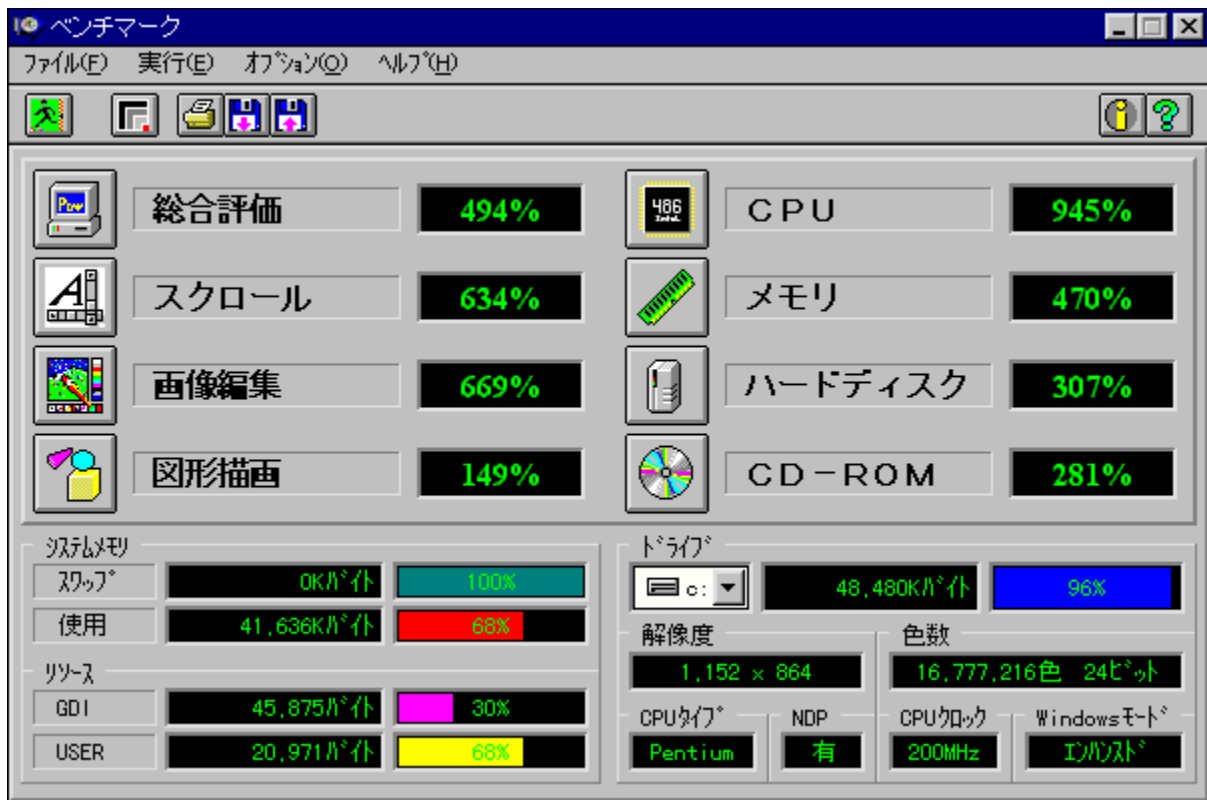 ベンチマーク
ﾌｧｲﾙ(F) 実行(E) ｵﾌﾟｼｮﾝ(O) ﾍﾙﾌﾟ(H)
Pow
総合評価 494%
486
CPU 945%
スクロール 634%
メモリ 470%
画像編集 669%
ハードディスク 307%
図形描画 149%
CD－ROM 281%
ｼｽﾃﾑﾒﾓﾘ
ｽﾜｯﾌﾟ 0Kﾊﾞｲﾄ 100%
使用 41,636Kﾊﾞｲﾄ 68%
ﾘｿｰｽ
GDI 45,875ﾊﾞｲﾄ 30%
USER 20,971ﾊﾞｲﾄ 68%
ﾄﾞﾗｲﾌﾞ
c: 48,480Kﾊﾞｲﾄ 96%
解像度
1,152 × 864
色数
16,777,216色 24ﾋﾞｯﾄ
CPUﾀｲﾌﾟ
Pentium
NDP
有
CPUｸﾛｯｸ
200MHz
Windowsﾓｰﾄﾞ
ｴﾝﾊﾝｽﾄﾞ